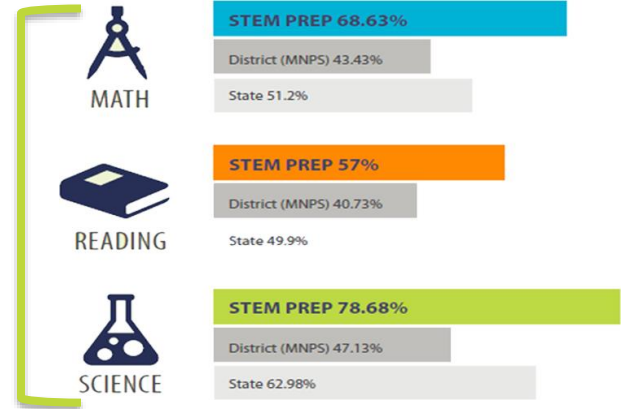 STEM PREP 68.63%
District (MNPS) 43.43%
State 51.2%
MATH
STEM PREP 57%
District (MNPS) 40.73%
State 49.9%
READING
STEM PREP 78.68%
District (MNPS) 47.13%
State 62.98%
SCIENCE